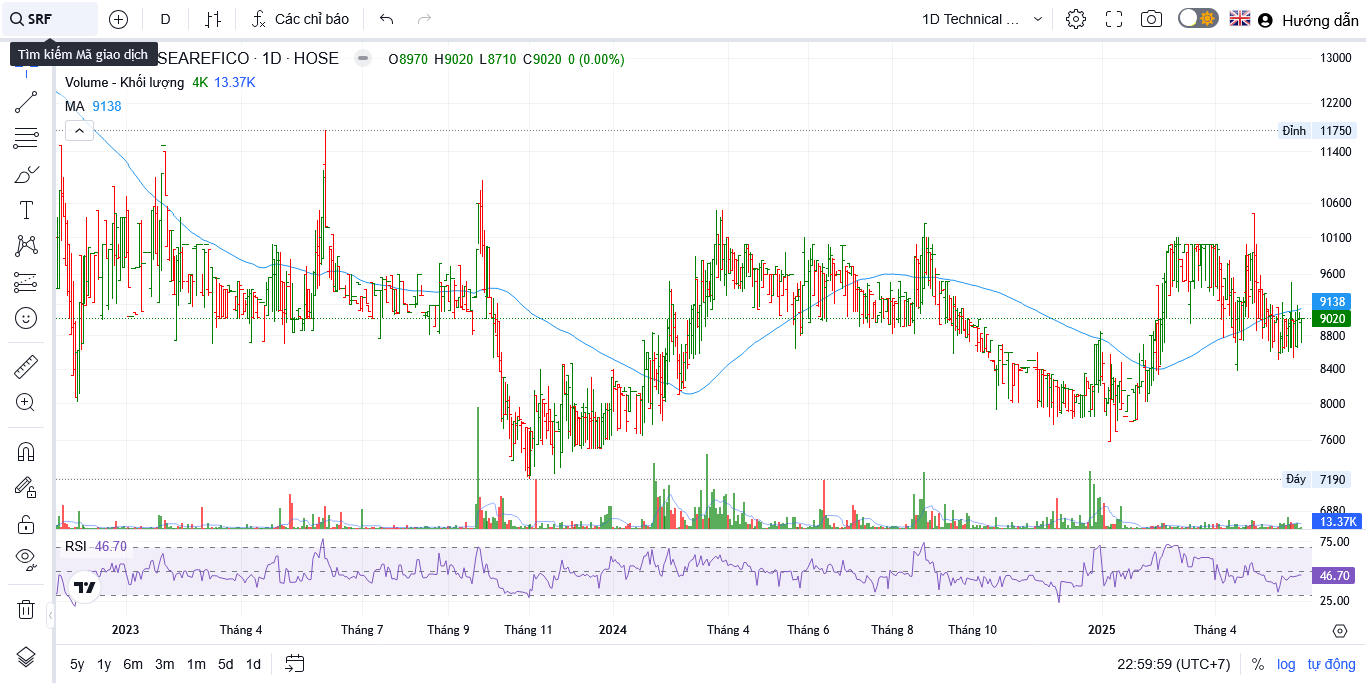 SRF
D
Các chỉ báo
1D Technical ...
Hướng dẫn
Tìm kiếm Mã giao dịch
SEAREFICO · 1D · HOSE
O8970 H9020 L8710 C9020 0 (0.00%)
Volume - Khối lượng 4K 13.37K
MA 9138
13000
12200
Đỉnh 11750
11400
10600
10100
9600
9138
9020
8800
8400
8000
7600
Đáy 7190
6880
13.37K
RSI 46.70
75.00
46.70
25.00
2023 Tháng 4 Tháng 7 Tháng 9 Tháng 11 2024 Tháng 4 Tháng 6 Tháng 8 Tháng 10 2025 Tháng 4
5y 1y 6m 3m 1m 5d 1d
22:59:59 (UTC+7) % log tự động